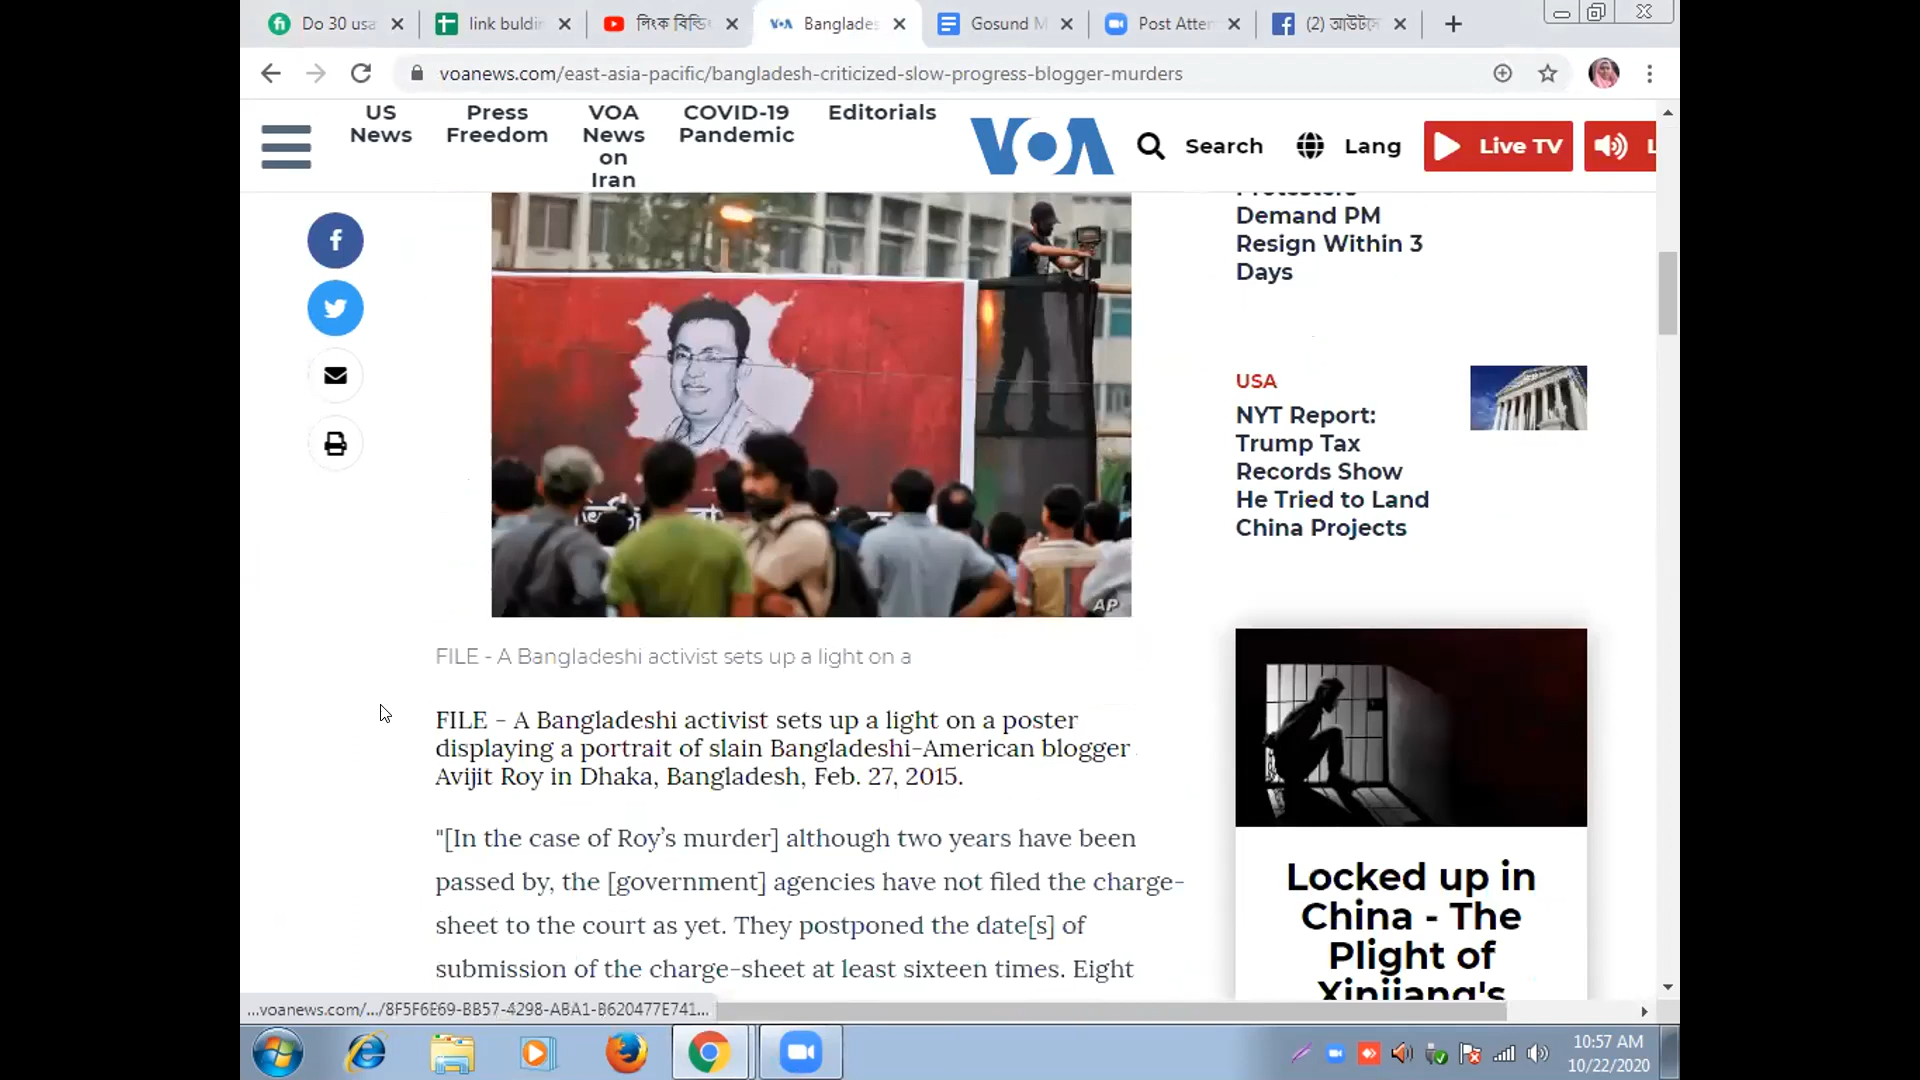 Do 30 usa
link buldi
লিংক বিল্ডি
VOA Banglades
Gosund M
Post Atter
(2) আউটসে
voanews.com/east-asia-pacific/bangladesh-criticized-slow-progress-blogger-murders
US
News
Press
Freedom
VOA
News
on
Iran
COVID-19
Pandemic
Editorials
VOA
Search
Lang
Live TV
L
Demand PM
Resign Within 3
Days
USA
NYT Report:
Trump Tax
Records Show
He Tried to Land
China Projects
AP
FILE - A Bangladeshi activist sets up a light on a
FILE - A Bangladeshi activist sets up a light on a poster
displaying a portrait of slain Bangladeshi-American blogger
Avijit Roy in Dhaka, Bangladesh, Feb. 27, 2015.
"[In the case of Roy's murder] although two years have been
passed by, the [government] agencies have not filed the charge-
sheet to the court as yet. They postponed the date[s] of
submission of the charge-sheet at least sixteen times. Eight
Locked up in
China - The
Plight of
Xinjiang's
...voanews.com/.../8F5F6E69-BB57-4298-ABA1-B620477E741...
10:57 AM
10/22/2020